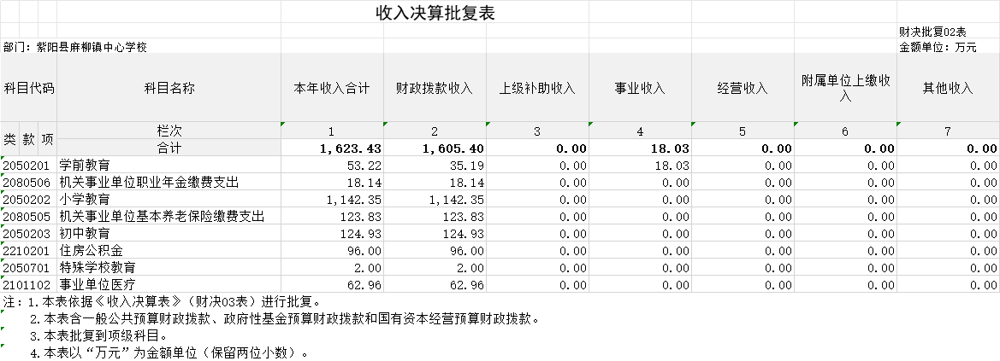 收入决算批复表
财决批复02表
部门：紫阳县麻柳镇中心学校 金额单位：万元
科目代码 科目名称 本年收入合计 财政拨款收入 上级补助收入 事业收入 经营收入 附属单位上缴收入 其他收入
类 款 项 栏次 1 2 3 4 5 6 7
合计 1,623.43 1,605.40 0.00 18.03 0.00 0.00 0.00
2050201 学前教育 53.22 35.19 0.00 18.03 0.00 0.00 0.00
2080506 机关事业单位职业年金缴费支出 18.14 18.14 0.00 0.00 0.00 0.00 0.00
2050202 小学教育 1,142.35 1,142.35 0.00 0.00 0.00 0.00 0.00
2080505 机关事业单位基本养老保险缴费支出 123.83 123.83 0.00 0.00 0.00 0.00 0.00
2050203 初中教育 124.93 124.93 0.00 0.00 0.00 0.00 0.00
2210201 住房公积金 96.00 96.00 0.00 0.00 0.00 0.00 0.00
2050701 特殊学校教育 2.00 2.00 0.00 0.00 0.00 0.00 0.00
2101102 事业单位医疗 62.96 62.96 0.00 0.00 0.00 0.00 0.00
注：1.本表依据《收入决算表》（财决03表）进行批复。
2.本表含一般公共预算财政拨款、政府性基金预算财政拨款和国有资本经营预算财政拨款。
3.本表批复到项级科目。
4.本表以“万元”为金额单位（保留两位小数）。